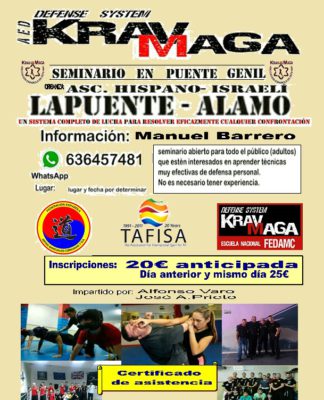 DEFENSE SYSTEM
AED
KRAV MAGA
SEMINARIO EN PUENTE GENIL
ORGANIZA: ASC. HISPANO- ISRAELÍ
LAPUENTE - ALAMO
UN SISTEMA COMPLETO DE LUCHA PARA RESOLVER EFICAZMENTE CUALQUIER CONFRONTACIÓN
Información: Manuel Barrero
636457481
WhatsApp
Lugar: lugar y fecha por determinar
seminario abierto para todo el público (adultos)
que estén interesados en aprender técnicas
muy efectivas de defensa personal.
No es necesario tener experiencia.
TAFISA
DEFENSE SYSTEM
KRAV MAGA
ESCUELA NACIONAL FEDAMC
Inscripciones: 20€ anticipada
Día anterior y mismo día 25€
Impartido por: Alfonso Varo
José A.Prieto
Certificado
de asistencia